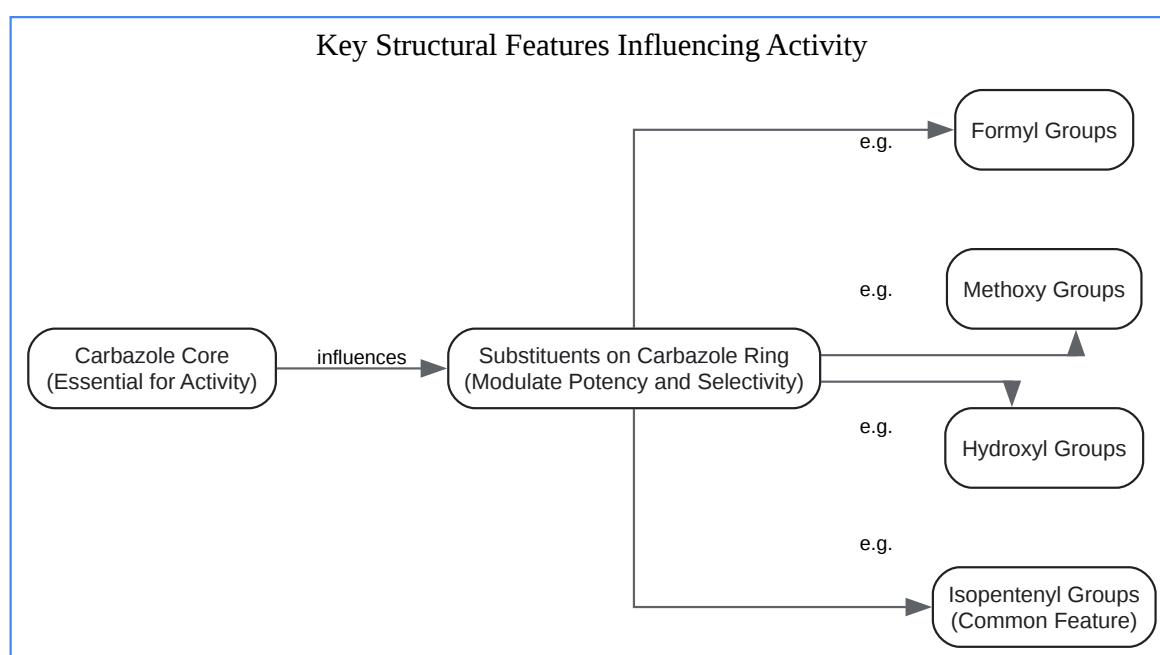 Key Structural Features Influencing Activity
Formyl Groups
e.g.
Methoxy Groups
e.g.
Carbazole Core
(Essential for Activity)
influences
Substituents on Carbazole Ring
(Modulate Potency and Selectivity)
e.g.
Hydroxyl Groups
e.g.
Isopentenyl Groups
(Common Feature)